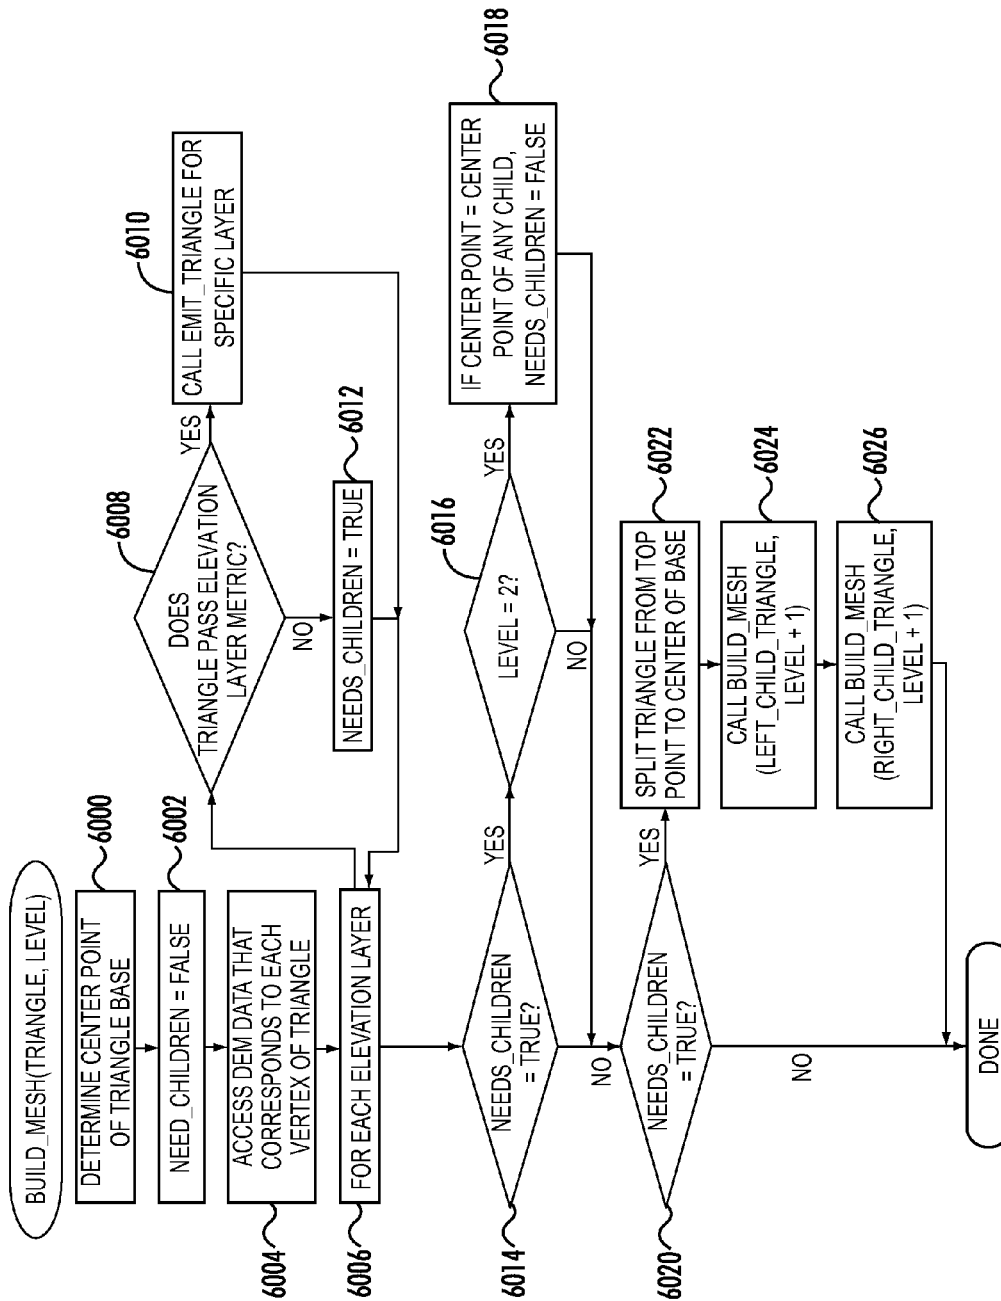 BUILD_MESH(TRIANGLE, LEVEL)
6000
DETERMINE CENTER POINT
OF TRIANGLE BASE
6002
NEED_CHILDREN = FALSE
6004
ACCESS DEM DATA THAT
CORRESPONDS TO EACH
VERTEX OF TRIANGLE
6006
FOR EACH ELEVATION LAYER
6008
DOES
TRIANGLE PASS ELEVATION
LAYER METRIC?
YES
NO
6010
CALL EMIT_TRIANGLE FOR
SPECIFIC LAYER
6012
NEEDS_CHILDREN = TRUE
6014
NEEDS_CHILDREN
= TRUE?
YES
NO
6016
LEVEL = 2?
YES
NO
6018
IF CENTER POINT = CENTER
POINT OF ANY CHILD,
NEEDS_CHILDREN = FALSE
6020
NEEDS_CHILDREN
= TRUE?
YES
NO
6022
SPLIT TRIANGLE FROM TOP
POINT TO CENTER OF BASE
6024
CALL BUILD_MESH
(LEFT_CHILD_TRIANGLE,
LEVEL + 1)
6026
CALL BUILD_MESH
(RIGHT_CHILD_TRIANGLE,
LEVEL + 1)
DONE